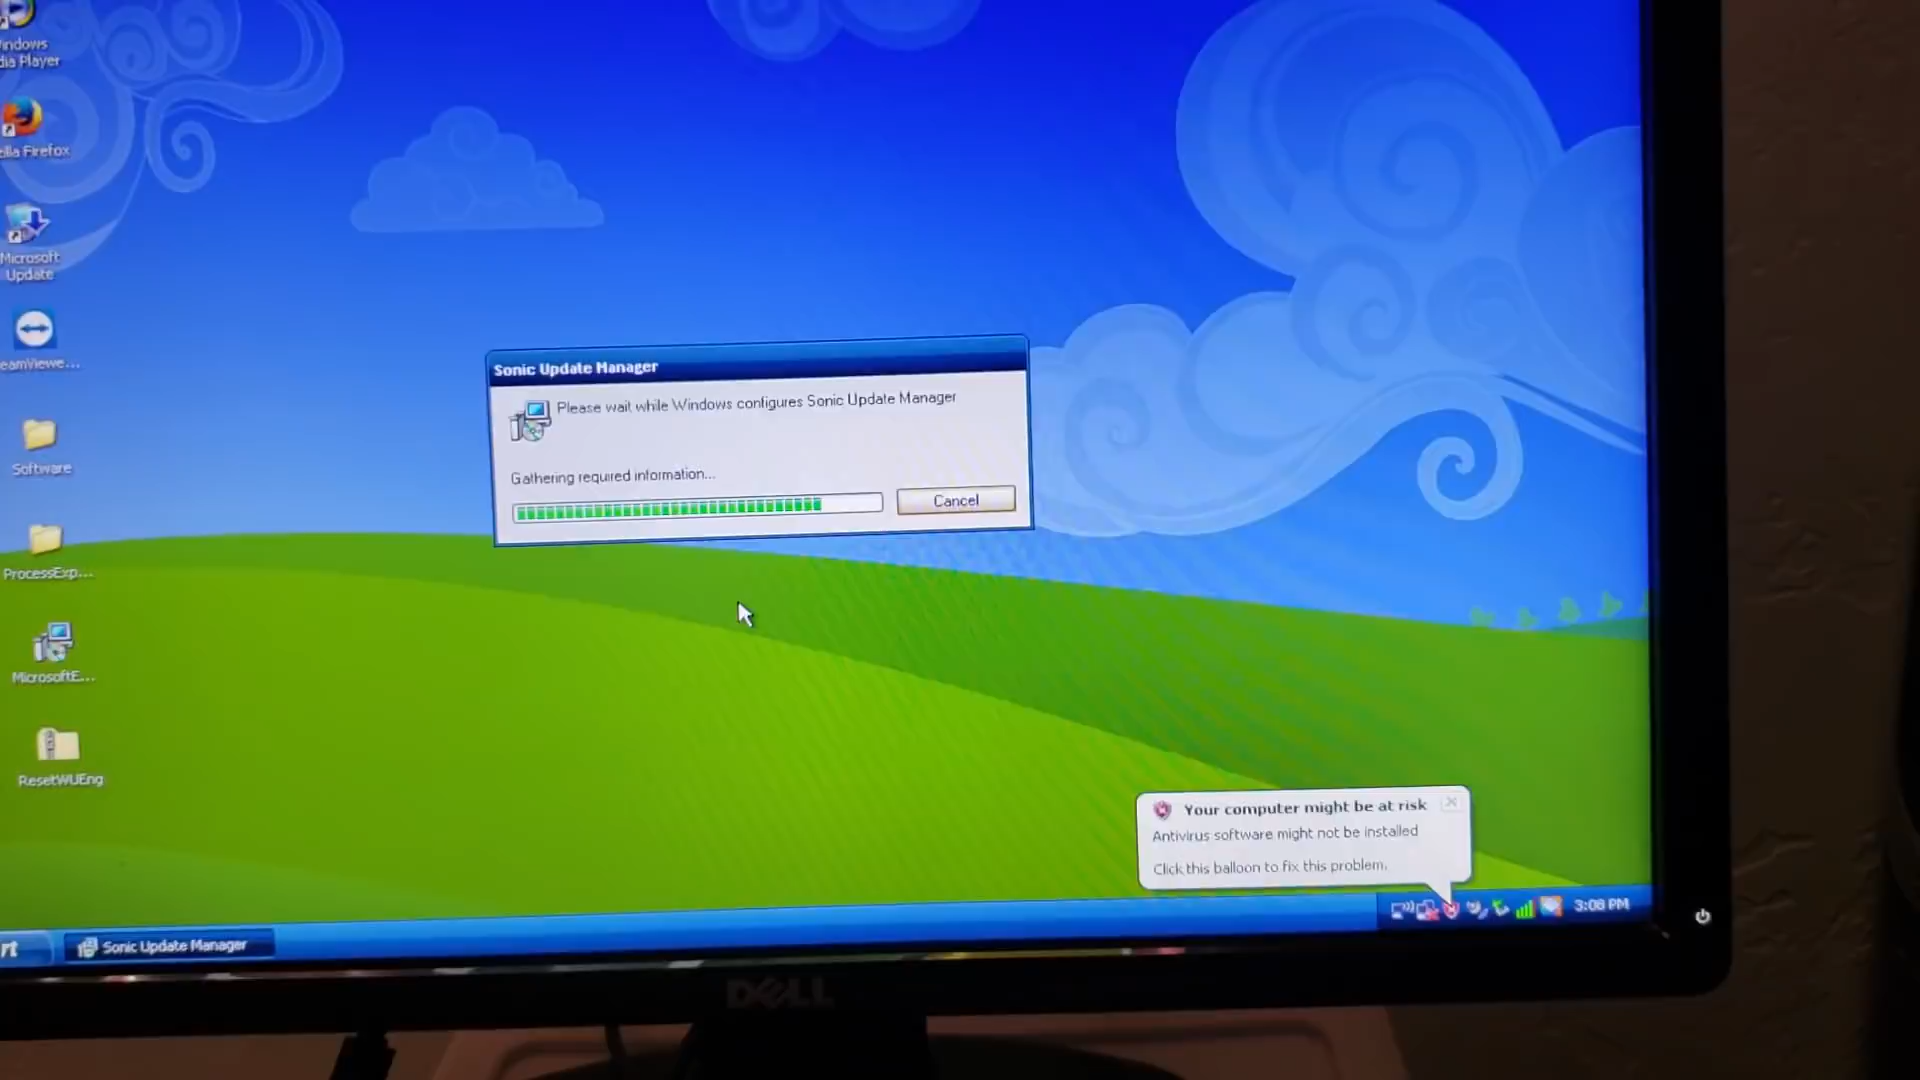 indows
dia Player
illa Firefox
Microsoft
Update
eamViewe...
Software
ProcessExp...
MicrosoftE...
ResetWUEng
Sonic Update Manager
Please wait while Windows configures Sonic Update Manager
Gathering required information...
Cancel
Your computer might be at risk
Antivirus software might not be installed
Click this balloon to fix this problem.
rt
Sonic Update Manager
3:08 PM
DELL